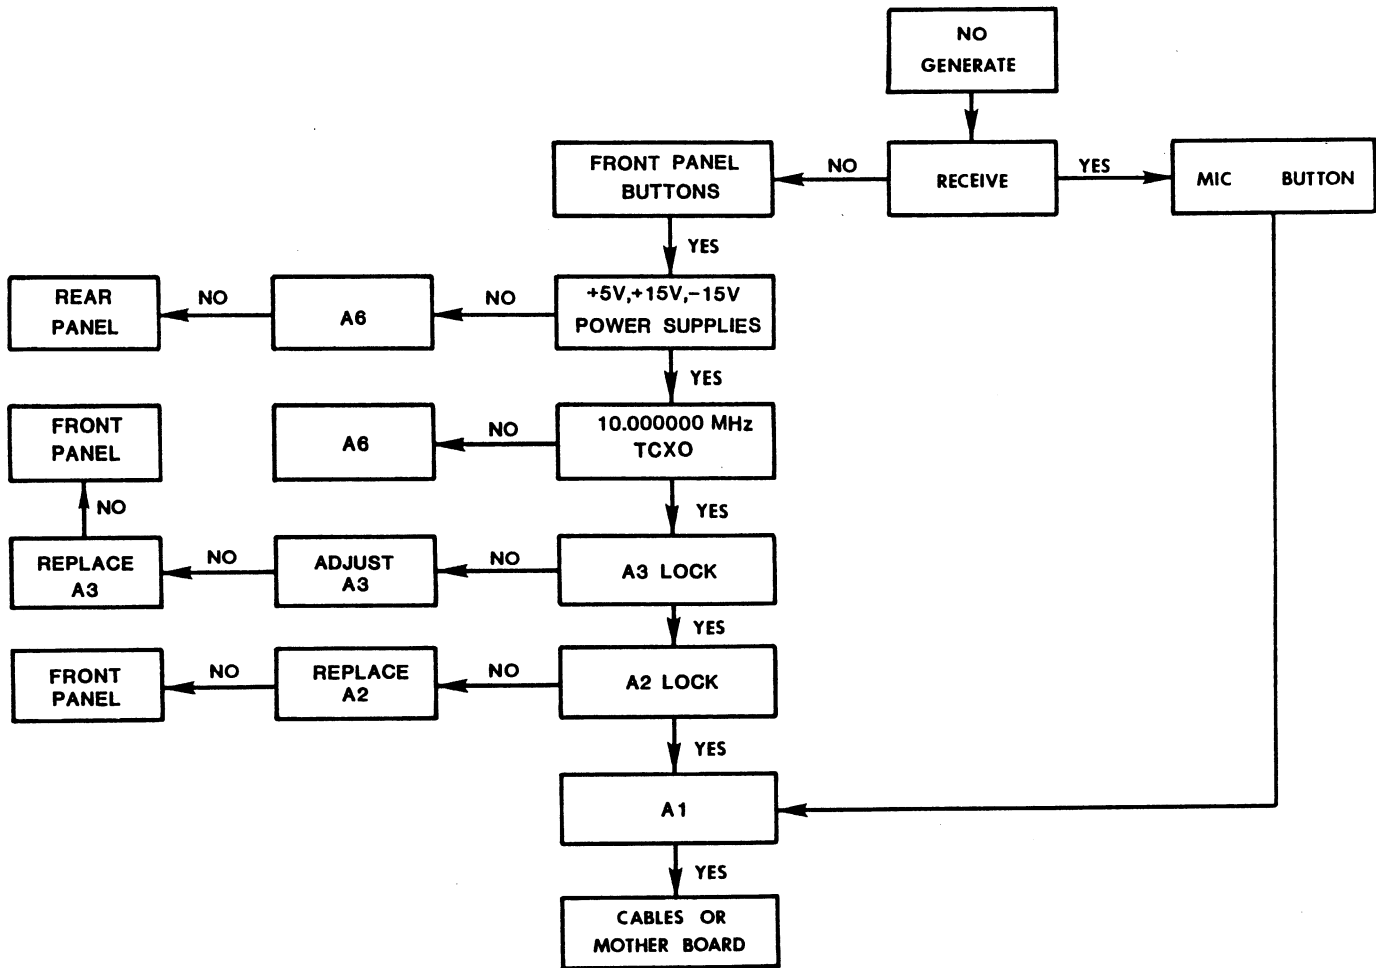 NO
GENERATE
FRONT PANEL
BUTTONS
NO
RECEIVE
YES
MIC BUTTON
YES
REAR
PANEL
NO
A6
NO
+5V,+15V,-15V
POWER SUPPLIES
YES
FRONT
PANEL
A6
NO
10.000000 MHz
TCXO
NO
YES
REPLACE
A3
NO
ADJUST
A3
NO
A3 LOCK
YES
FRONT
PANEL
NO
REPLACE
A2
NO
A2 LOCK
YES
A1
YES
CABLES OR
MOTHER BOARD